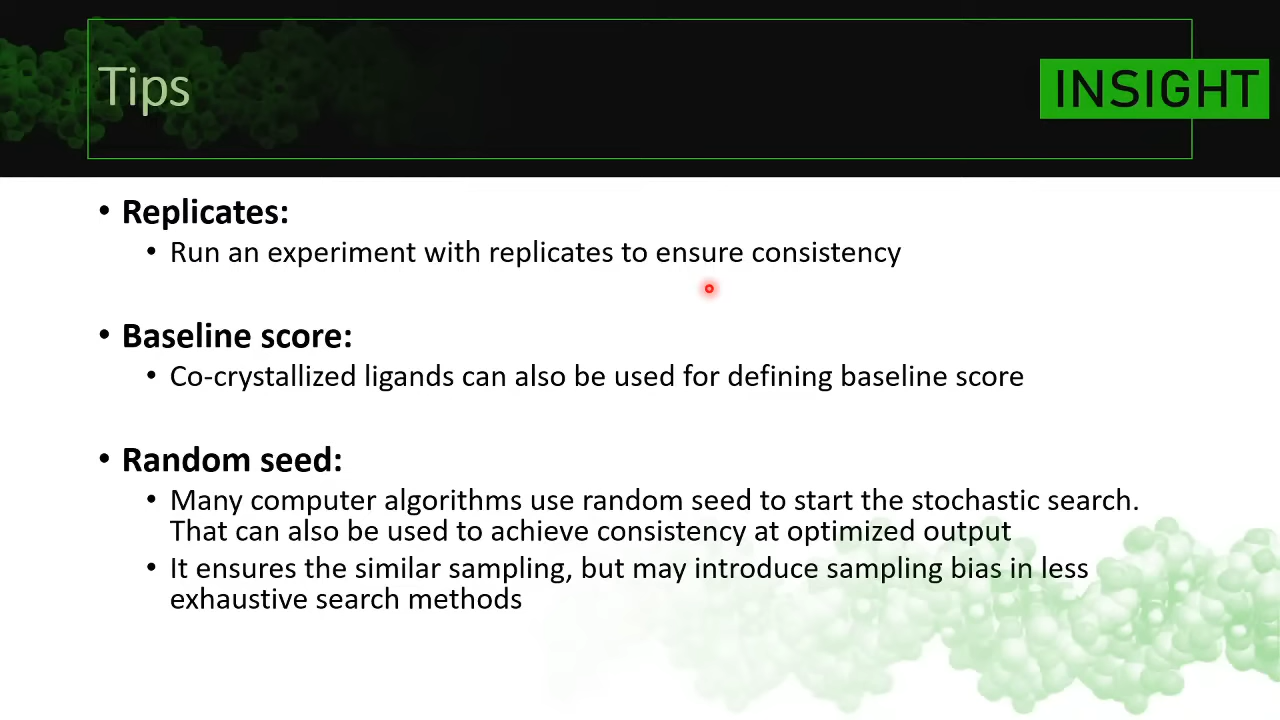 Tips
INSIGHT
• Replicates:
• Run an experiment with replicates to ensure consistency
• Baseline score:
• Co-crystallized ligands can also be used for defining baseline score
• Random seed:
• Many computer algorithms use random seed to start the stochastic search.
That can also be used to achieve consistency at optimized output
• It ensures the similar sampling, but may introduce sampling bias in less
exhaustive search methods